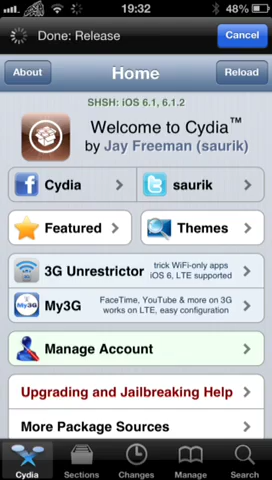 19:32
48%
Done: Release
Cancel
About
Home
Reload
SHSH: iOS 6.1, 6.1.2
Welcome to Cydia™
by Jay Freeman (saurik)
Cydia
saurik
Featured
Themes
3G Unrestrictor
trick WiFi-only apps
iOS 6, LTE supported
My3G
My3G
FaceTime, YouTube & more on 3G
works on LTE, easy configuration
Manage Account
Upgrading and Jailbreaking Help
More Package Sources
Cydia
Sections
Changes
Manage
Search